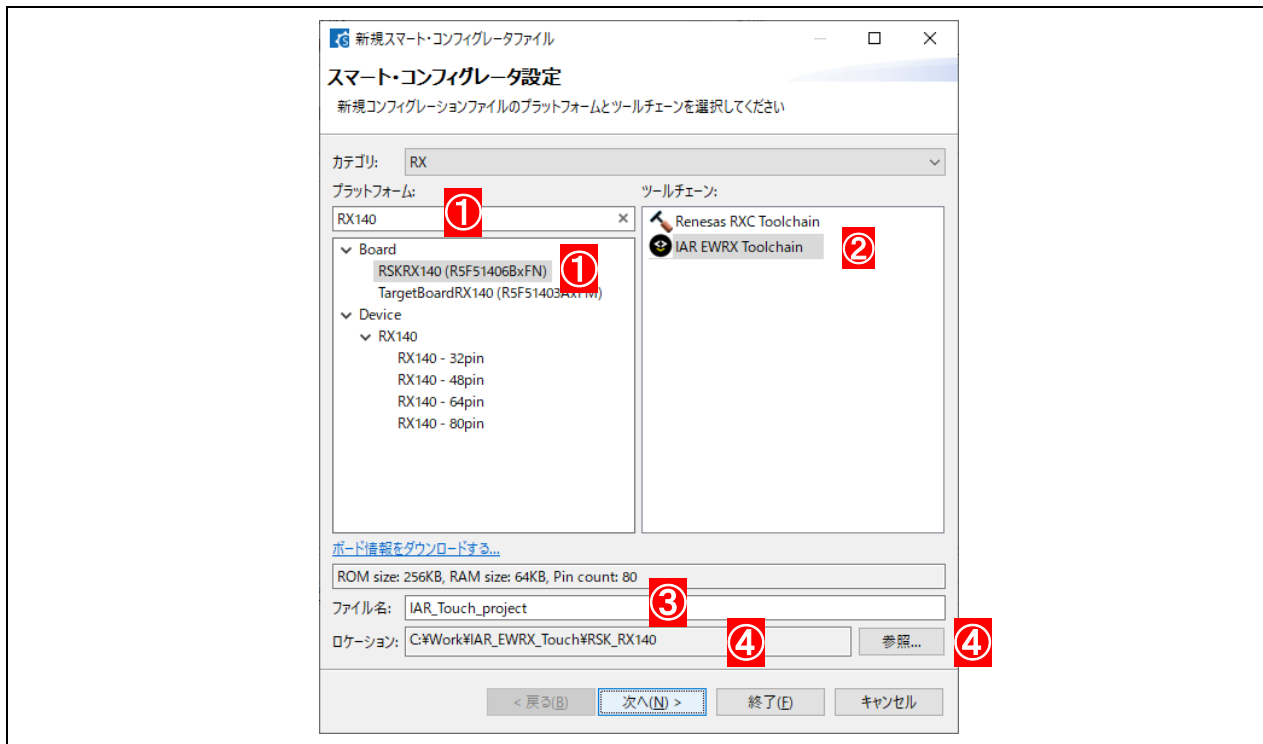 新規スマート・コンフィグレータファイル
スマート・コンフィグレータ設定
新規コンフィグレーションファイルのプラットフォームとツールチェーンを選択してください
カテゴリ: RX
プラットフォーム: ツールチェーン:
RX140 ①
Board
RSKRX140 (R5F51406BxFN) ①
TargetBoardRX140 (R5F51403AxFM)
Device
RX140
RX140 - 32pin
RX140 - 48pin
RX140 - 64pin
RX140 - 80pin
Renesas RXC Toolchain
IAR EWRX Toolchain ②
ボード情報をダウンロードする...
ROM size: 256KB, RAM size: 64KB, Pin count: 80
ファイル名: IAR_Touch_project ③
ロケーション: C:¥Work¥IAR_EWRX_Touch¥RSK_RX140 ④ 参照... ④
< 戻る(B) 次へ(N) > 終了(F) キャンセル